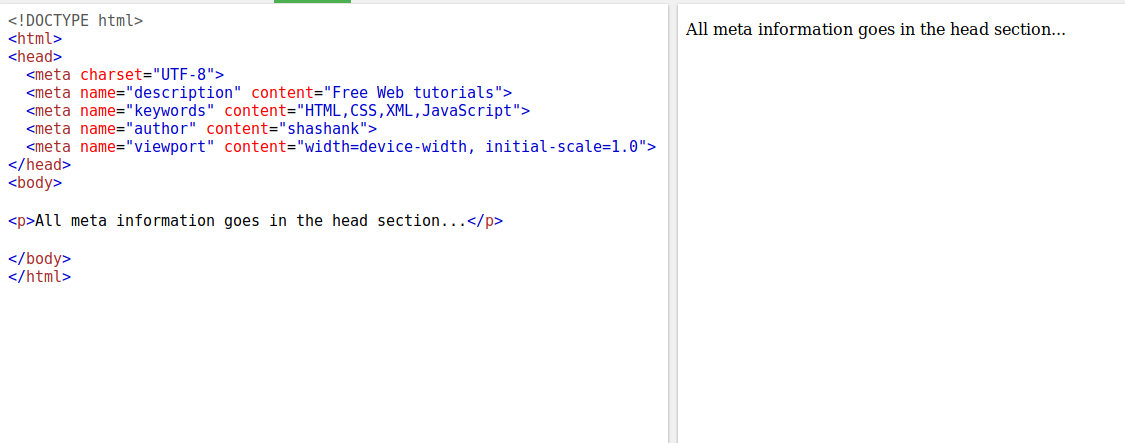 <!DOCTYPE html>
<html>
<head>
  <meta charset="UTF-8">
  <meta name="description" content="Free Web tutorials">
  <meta name="keywords" content="HTML,CSS,XML,JavaScript">
  <meta name="author" content="shashank">
  <meta name="viewport" content="width=device-width, initial-scale=1.0">
</head>
<body>
<p>All meta information goes in the head section...</p>
</body>
</html>
All meta information goes in the head section...